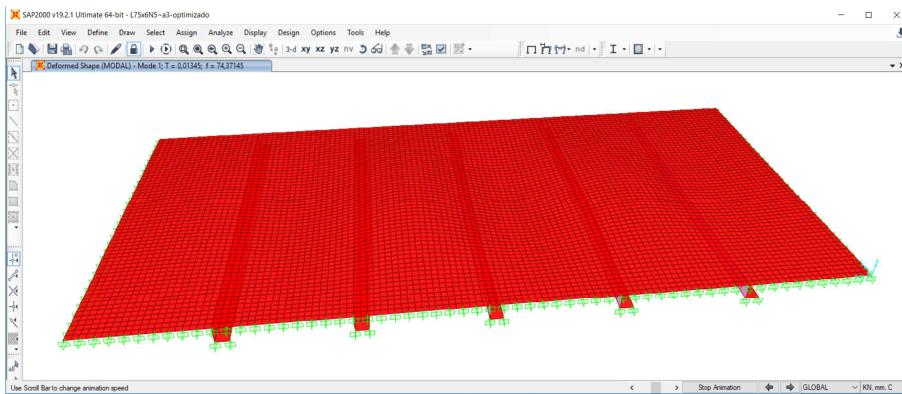 SAP2000 v19.2.1 Ultimate 64-bit - L75x6N5~a3-optimizado
File Edit View Define Draw Select Assign Analyze Display Design Options Tools Help
3-d xy xz yz nv nd
Deformed Shape (MODAL) - Mode 1; T = 0,01345; f = 74,37145
Use Scroll Bar to change animation speed
Stop Animation
GLOBAL
KN, mm, C